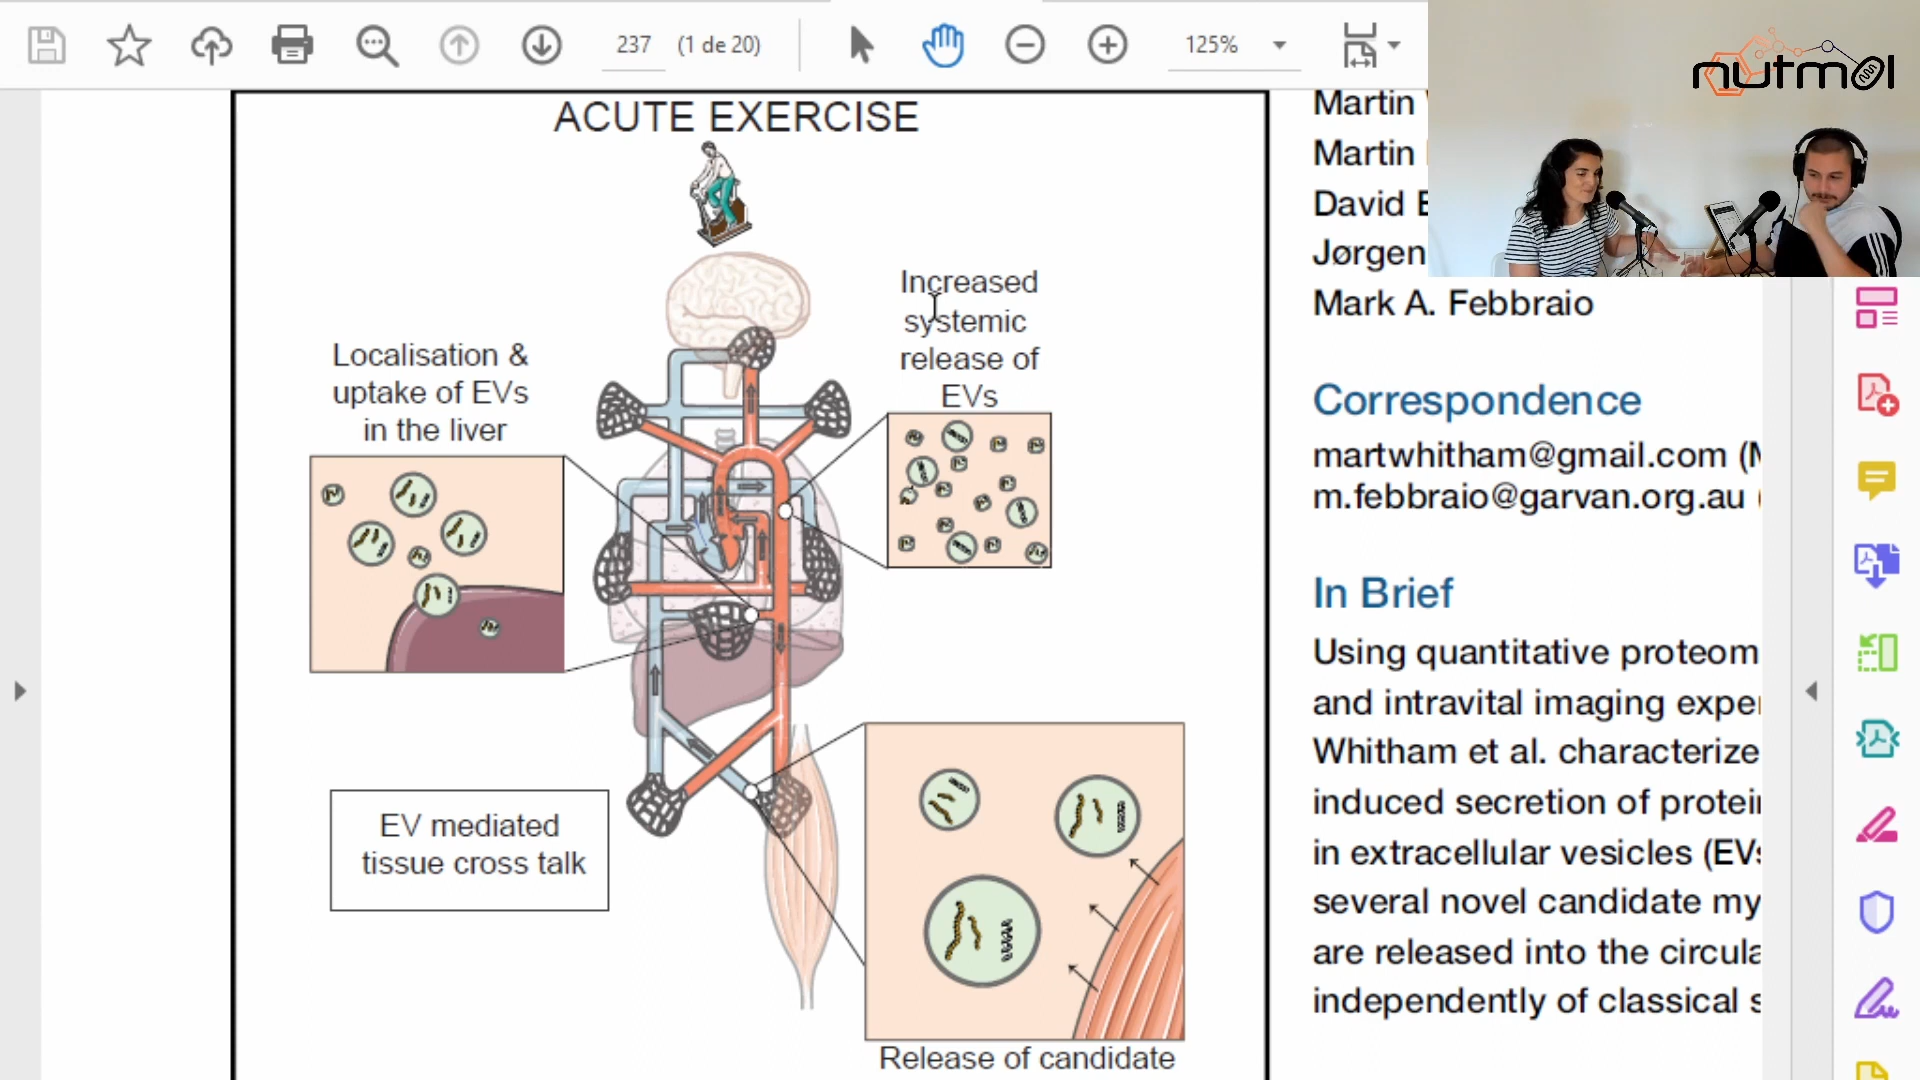 237 (1 de 20)
125%
nutmol
ACUTE EXERCISE
Increased
systemic
release of
EVs
Localisation &
uptake of EVs
in the liver
EV mediated
tissue cross talk
Release of candidate
Martin
Martin
David
Jørgen
Mark A. Febbraio
Correspondence
martwhitham@gmail.com (
m.febbraio@garvan.org.au (
In Brief
Using quantitative proteom
and intravital imaging exper
Whitham et al. characterize
induced secretion of protei
in extracellular vesicles (EVs
several novel candidate my
are released into the circula
independently of classical s